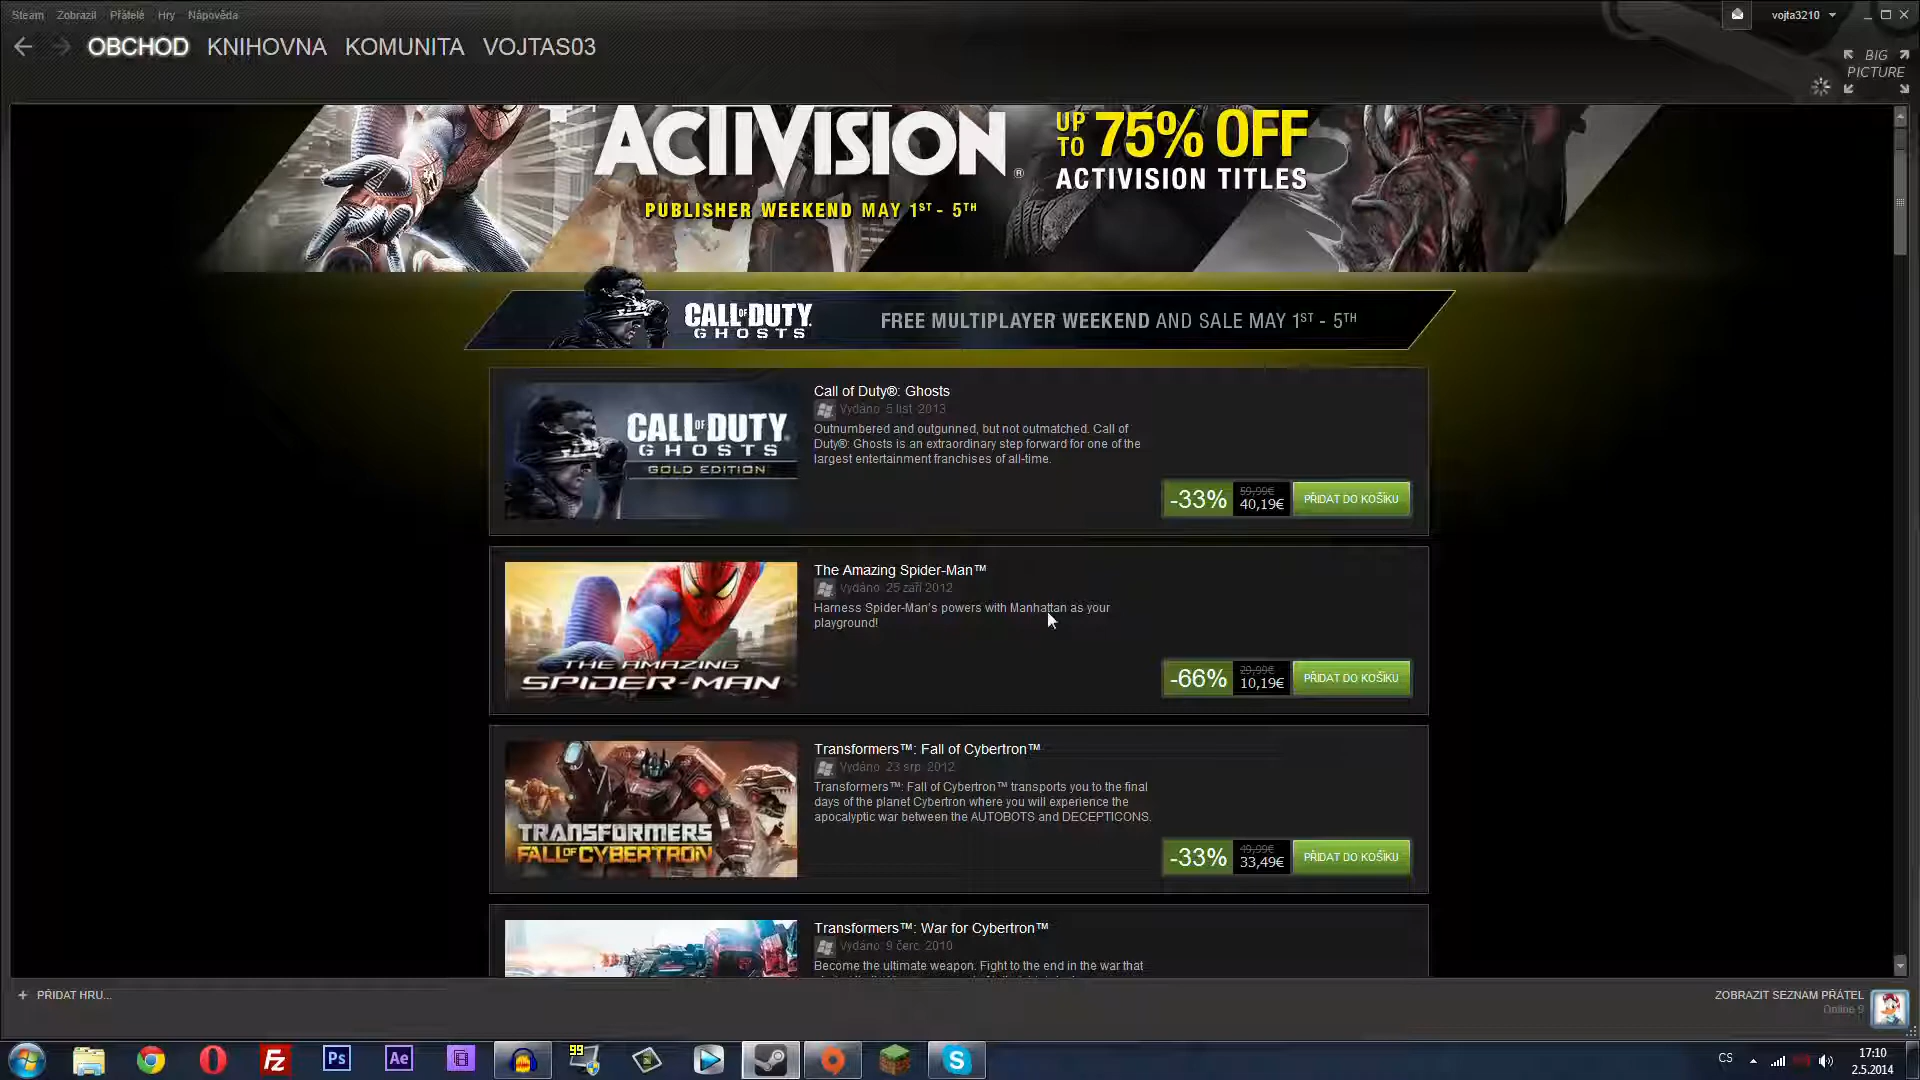 Steam Zobrazit Přátelé Hry Nápověda
vojta3210
OBCHOD KNIHOVNA KOMUNITA VOJTAS03
BIG
PICTURE
ACTIVISION®
UP TO 75% OFF
ACTIVISION TITLES
PUBLISHER WEEKEND MAY 1ST - 5TH
CALL OF DUTY
GHOSTS
FREE MULTIPLAYER WEEKEND AND SALE MAY 1ST - 5TH
CALL OF DUTY
GHOSTS
GOLD EDITION
Call of Duty®: Ghosts
Vydáno: 5 list. 2013
Outnumbered and outgunned, but not outmatched. Call of
Duty®: Ghosts is an extraordinary step forward for one of the
largest entertainment franchises of all-time.
-33%
59,99€
40,19€
PŘIDAT DO KOŠÍKU
THE AMAZING
SPIDER-MAN
The Amazing Spider-Man™
Vydáno: 25 září 2012
Harness Spider-Man's powers with Manhattan as your
playground!
-66%
29,99€
10,19€
PŘIDAT DO KOŠÍKU
TRANSFORMERS
FALL OF CYBERTRON
Transformers™: Fall of Cybertron™
Vydáno: 23 srp. 2012
Transformers™: Fall of Cybertron™ transports you to the final
days of the planet Cybertron where you will experience the
apocalyptic war between the AUTOBOTS and DECEPTICONS.
-33%
49,99€
33,49€
PŘIDAT DO KOŠÍKU
Transformers™: War for Cybertron™
Vydáno: 9 červ. 2010
Become the ultimate weapon. Fight to the end in the war that
+ PŘIDAT HRU...
ZOBRAZIT SEZNAM PŘÁTEL
Online 9
Fz
Ps
Ae
99
S
CS
17:10
2.5.2014